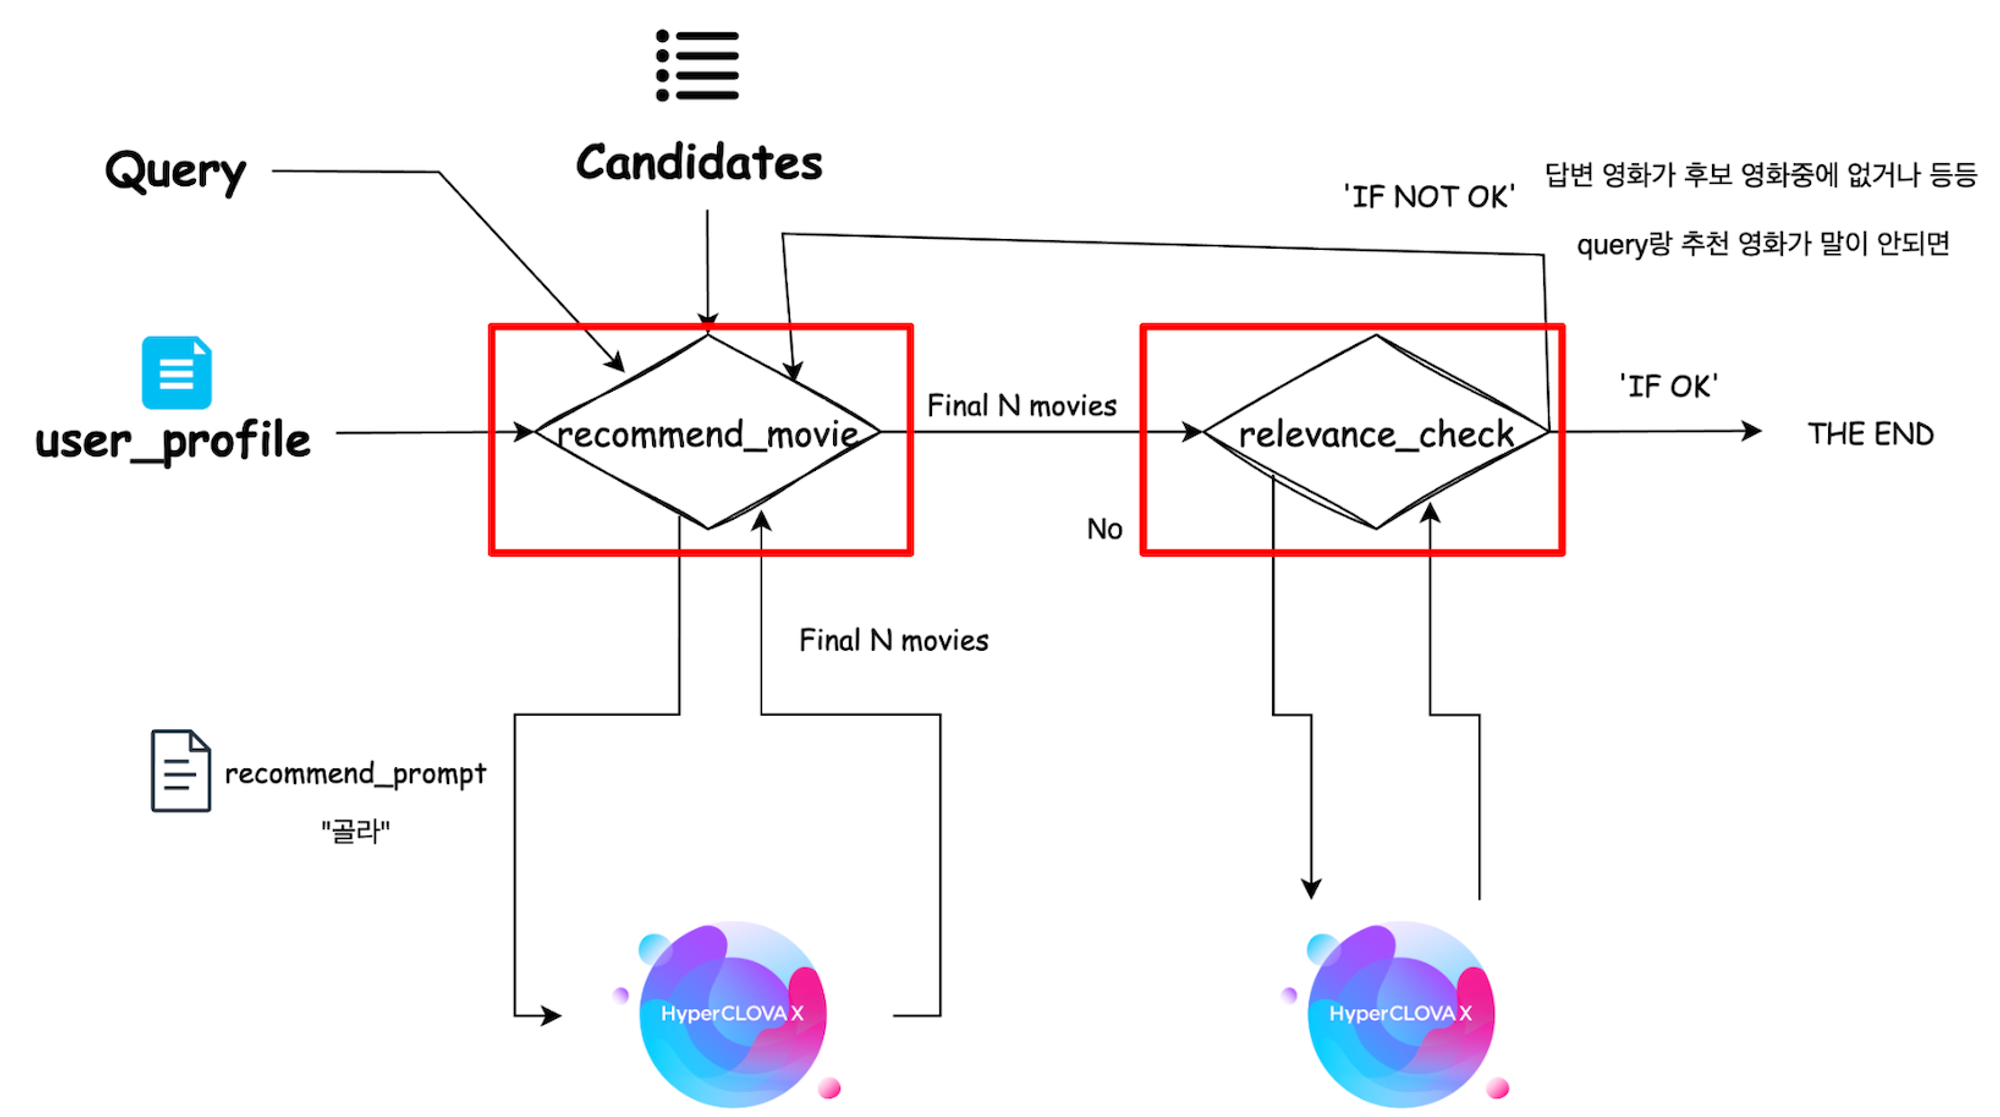 Query
Candidates
'IF NOT OK'
답변 영화가 후보 영화중에 없거나 등등
query랑 추천 영화가 말이 안되면
user_profile
recommend_movie
Final N movies
relevance_check
'IF OK'
THE END
No
Final N movies
recommend_prompt
"골라"
HyperCLOVA X
HyperCLOVA X